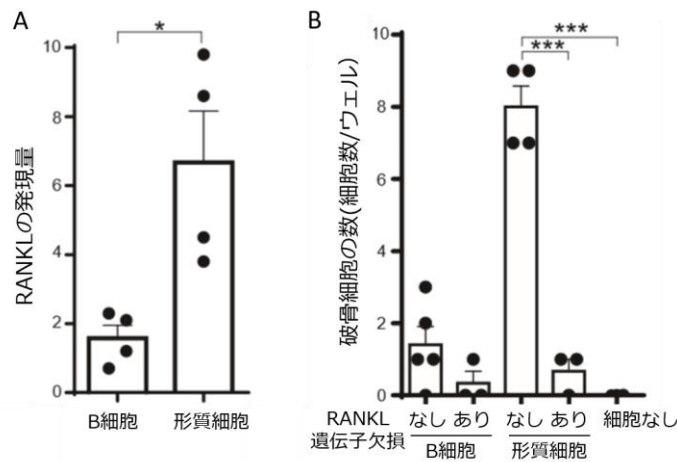 A
*
10
8
6
4
2
0
RANKLの発現量
B細胞
形質細胞
B
***
***
10
8
6
4
2
0
破骨細胞の数(細胞数/ウェル)
RANKL
遺伝子欠損
なし あり なし あり 細胞なし
B細胞 形質細胞